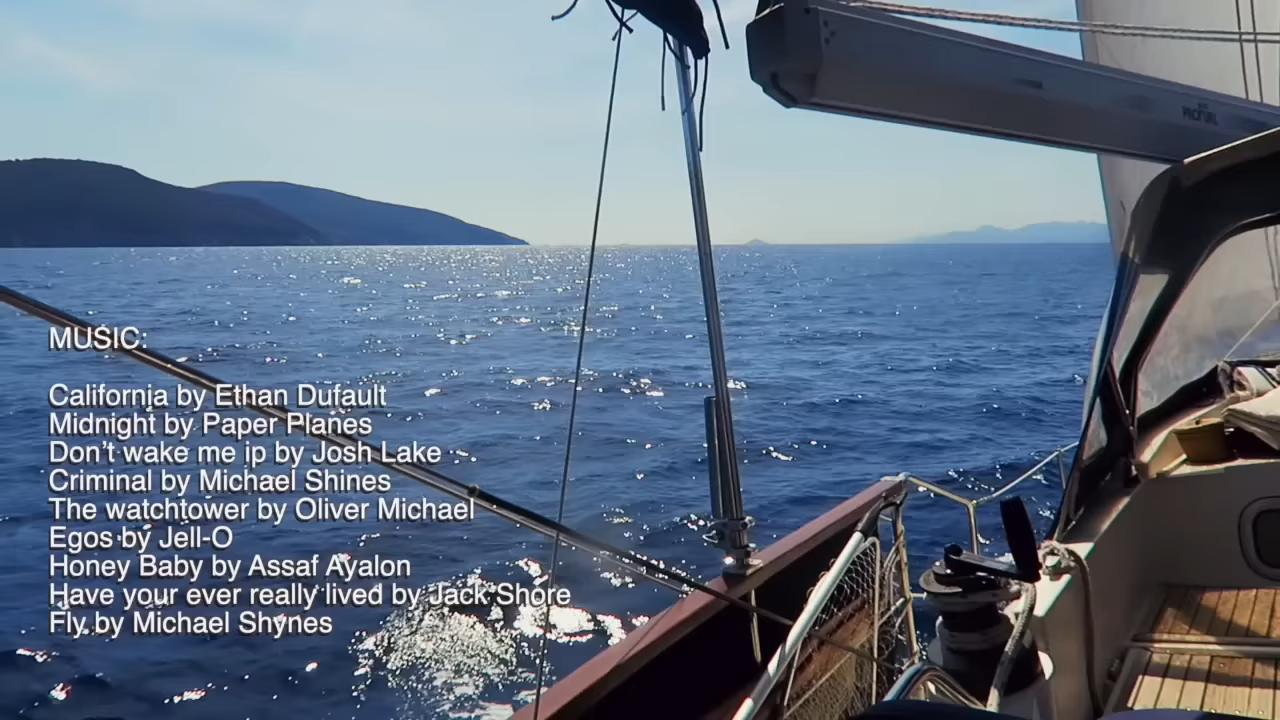 MUSIC:
California by Ethan Dufault
Midnight by Paper Planes
Don't wake me ip by Josh Lake
Criminal by Michael Shines
The watchtower by Oliver Michael
Egos by Jell-O
Honey Baby by Assaf Ayalon
Have your ever really lived by Jack Shore
Fly by Michael Shynes